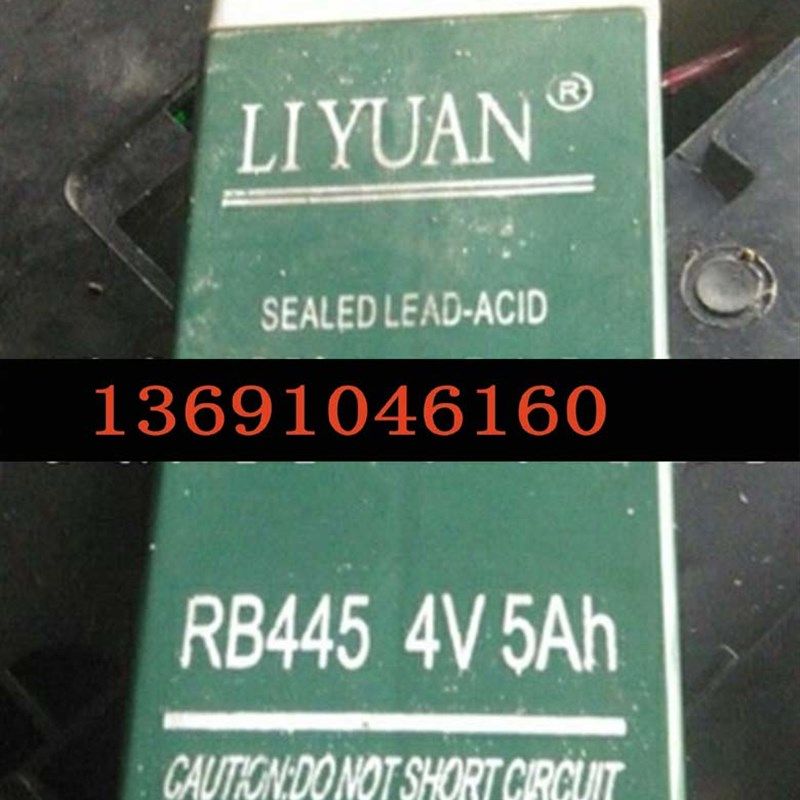 LIYUAN®
SEALED LEAD-ACID
13691046160
RB445 4V 5Ah
CAUTION:DO NOT SHORT CIRCUIT